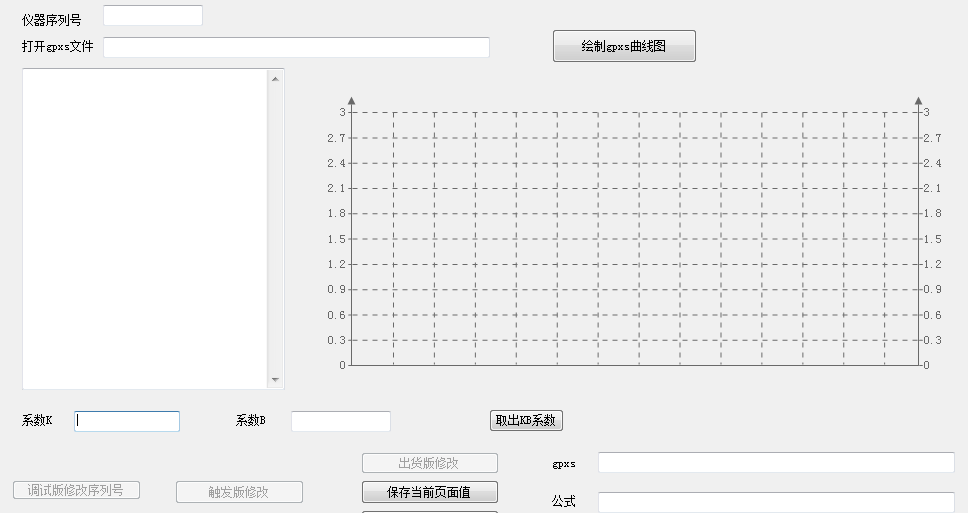 仪器序列号
打开gpxs文件
绘制gpxs曲线图
3 3
2.7 2.7
2.4 2.4
2.1 2.1
1.8 1.8
1.5 1.5
1.2 1.2
0.9 0.9
0.6 0.6
0.3 0.3
0 0
系数K 系数B 取出KB系数
出货版修改 gpxs
调试版修改序列号 触发版修改 保存当前页面值
公式